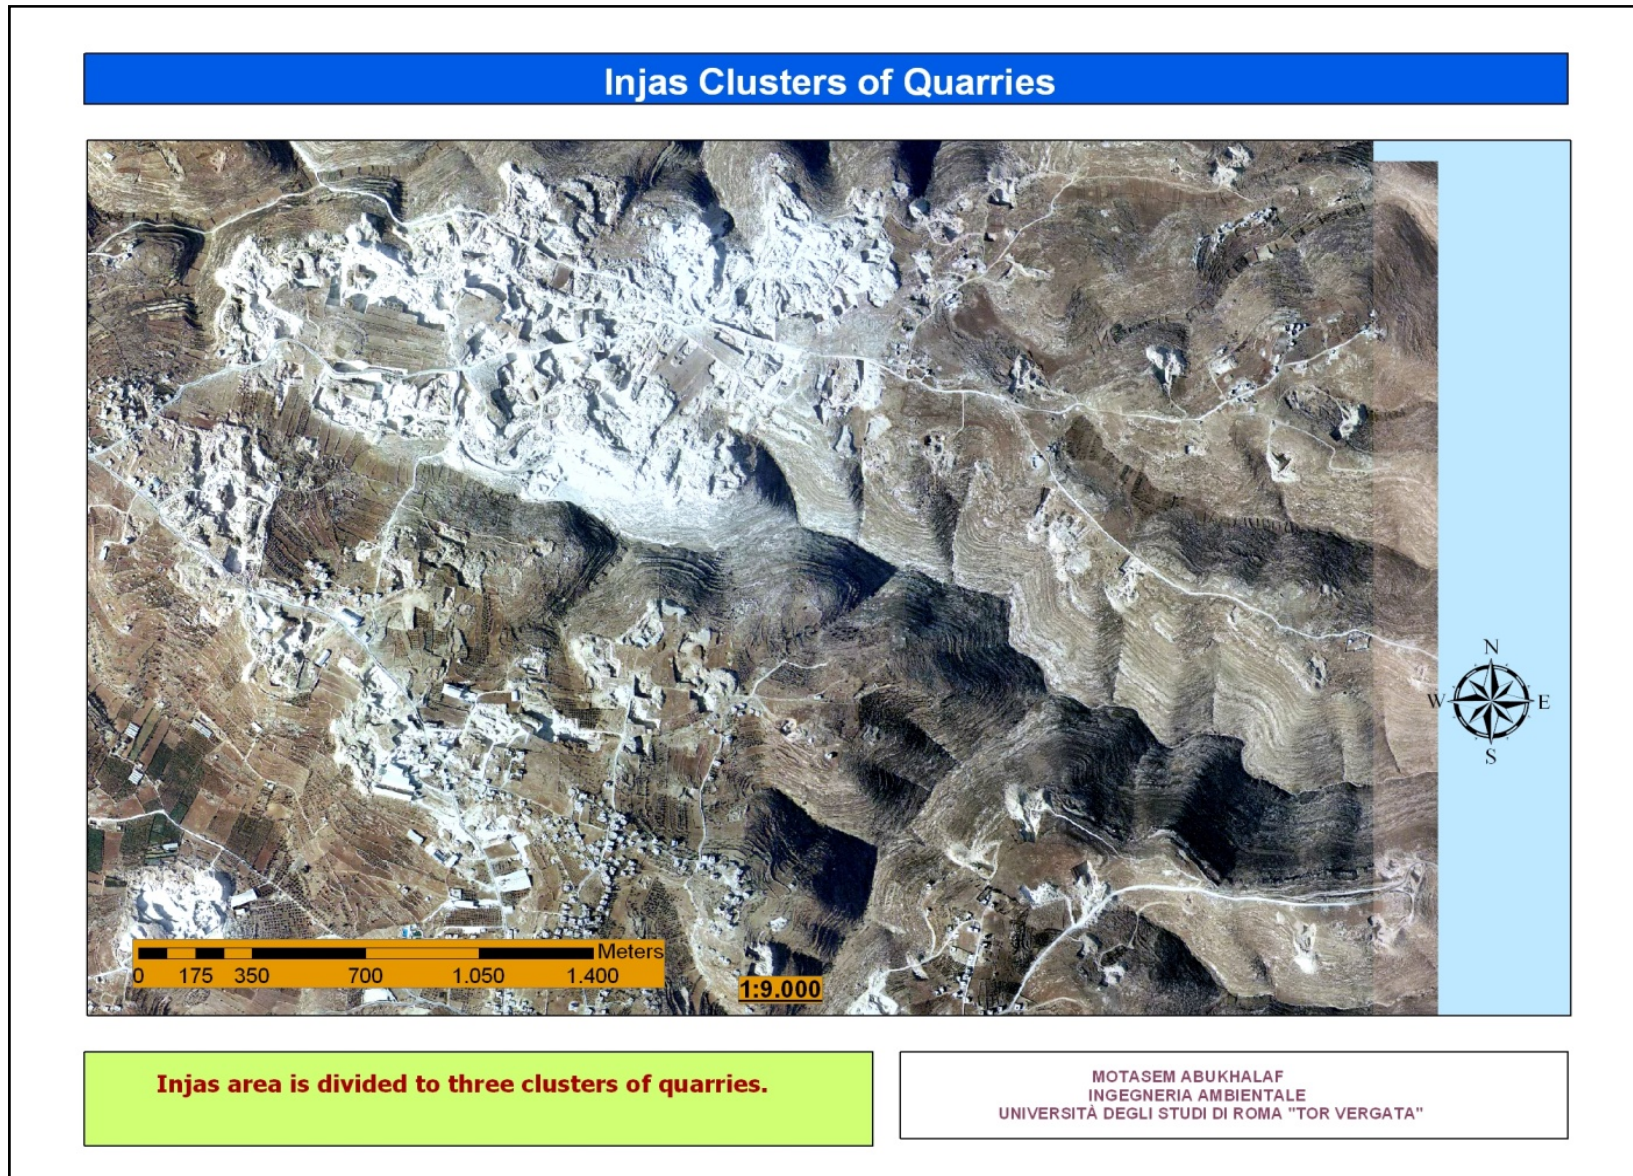 Injas Clusters of Quarries
N
W E
S
Meters
0 175 350 700 1.050 1.400
1:9.000
Injas area is divided to three clusters of quarries.
MOTASEM ABUKHALAF
INGEGNERIA AMBIENTALE
UNIVERSITÀ DEGLI STUDI DI ROMA "TOR VERGATA"